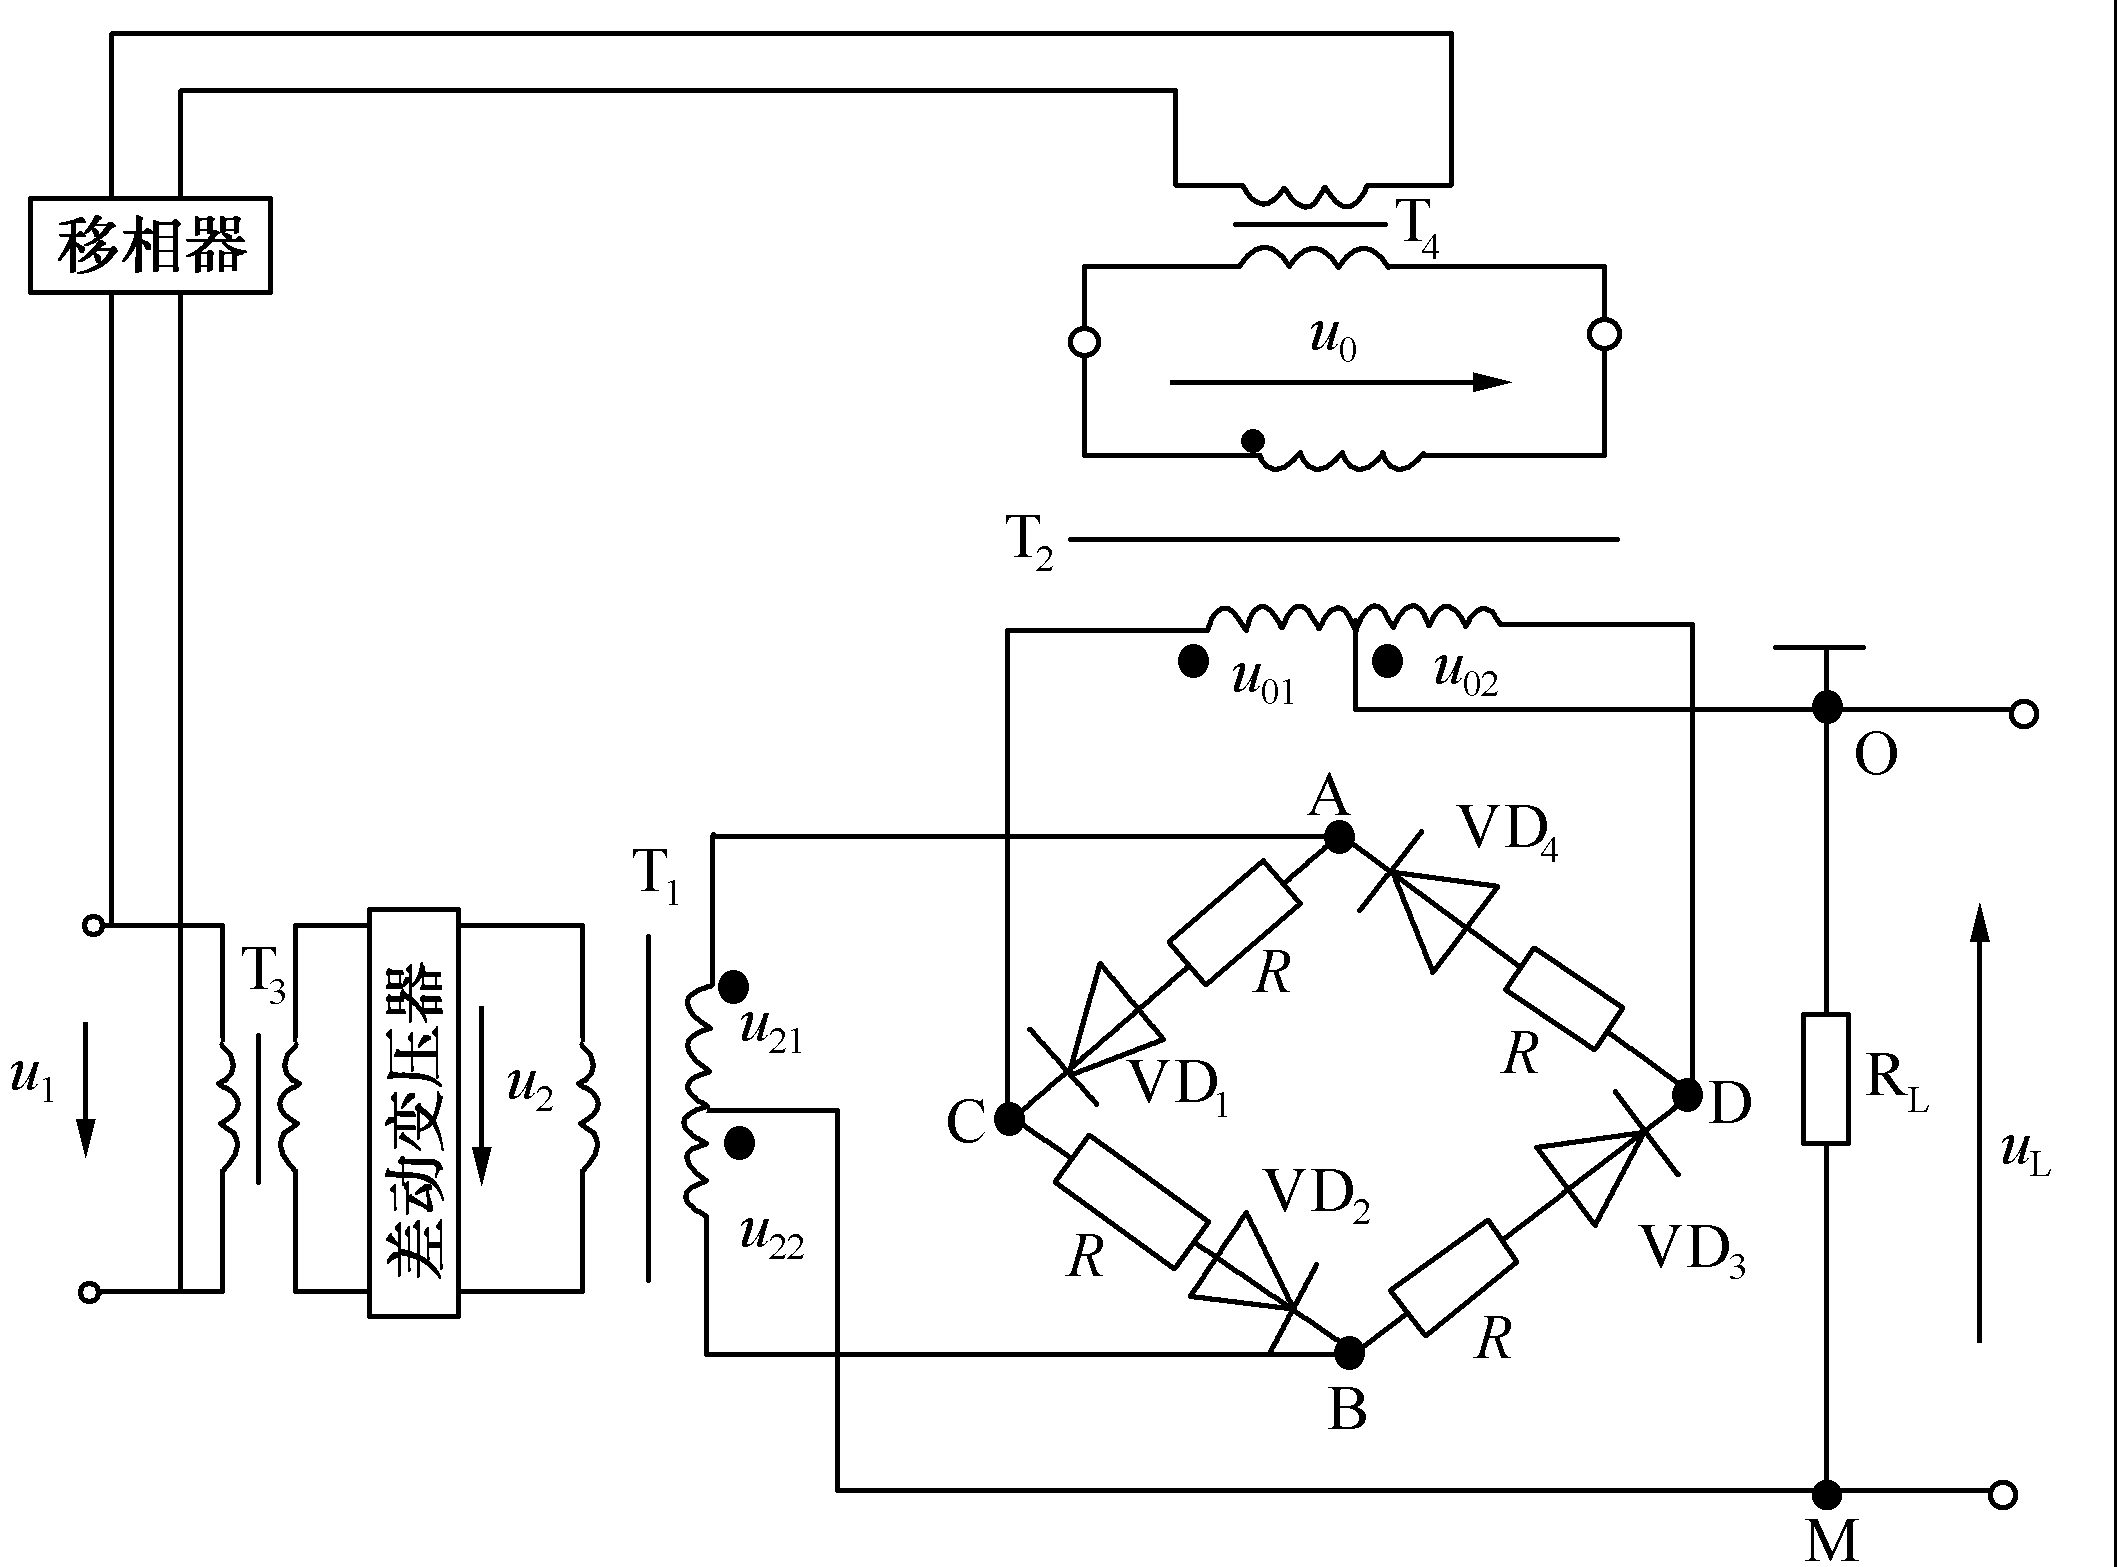 移相器
T4
u0
T2
u01
u02
O
A
VD4
T1
T3
差动变压器
R
u21
R
u1
u2
VD1
C
D
RL
uL
VD2
u22
R
VD3
R
B
M